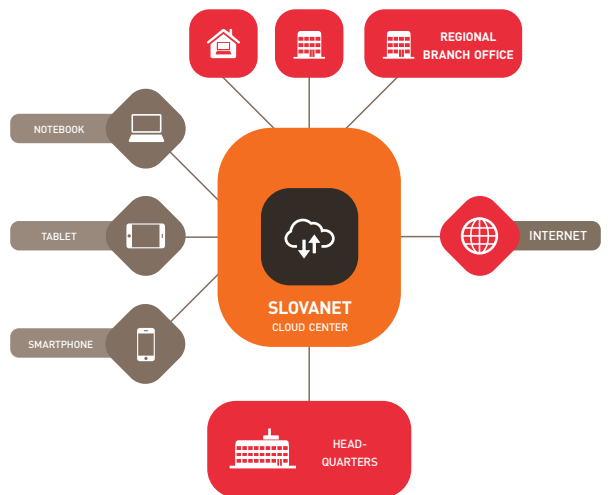 REGIONAL
BRANCH OFFICE
NOTEBOOK
TABLET
INTERNET
SLOVANET
CLOUD CENTER
SMARTPHONE
HEAD-
QUARTERS